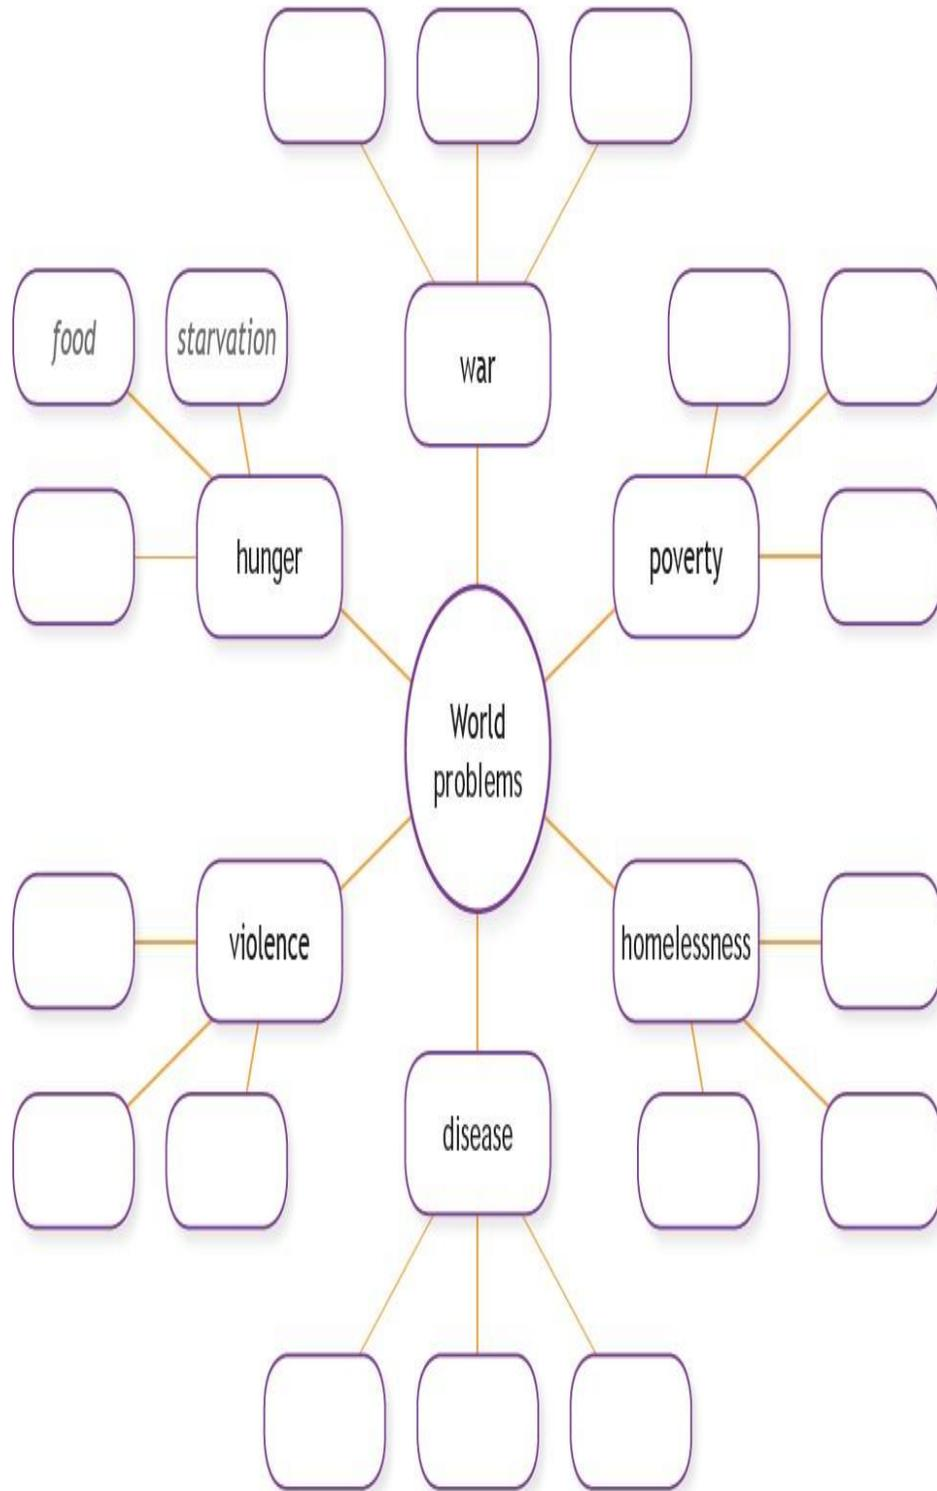 food
starvation
war
hunger
poverty
World
problems
violence
homelessness
disease